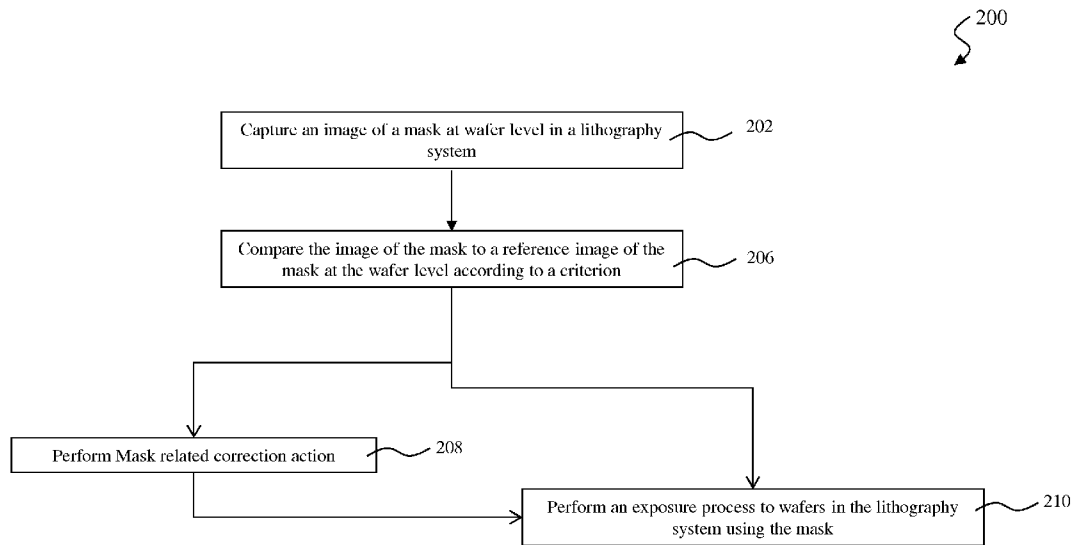 200
Capture an image of a mask at wafer level in a lithography
system
202
Compare the image of the mask to a reference image of the
mask at the wafer level according to a criterion
206
Perform Mask related correction action
208
Perform an exposure process to wafers in the lithography
system using the mask
210